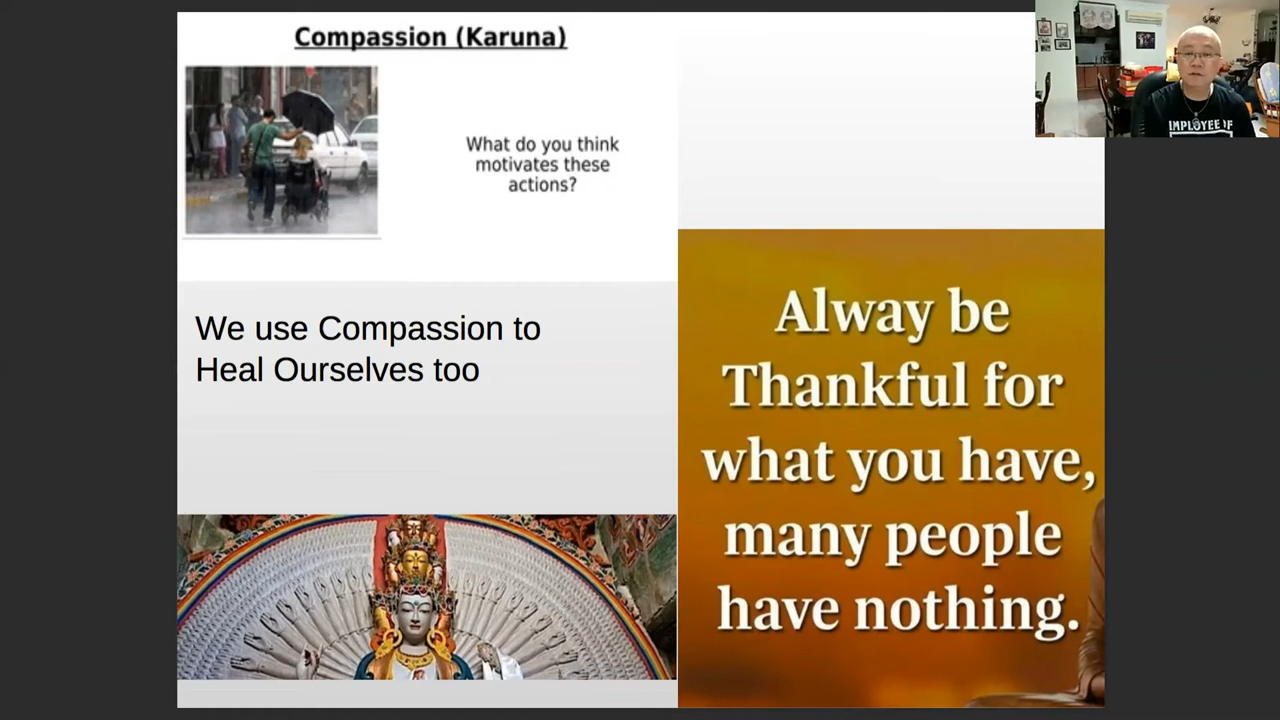 Compassion (Karuna)
What do you think
motivates these
actions?
We use Compassion to
Heal Ourselves too
Alway be
Thankful for
what you have,
many people
have nothing.
IMPLOYEE OF